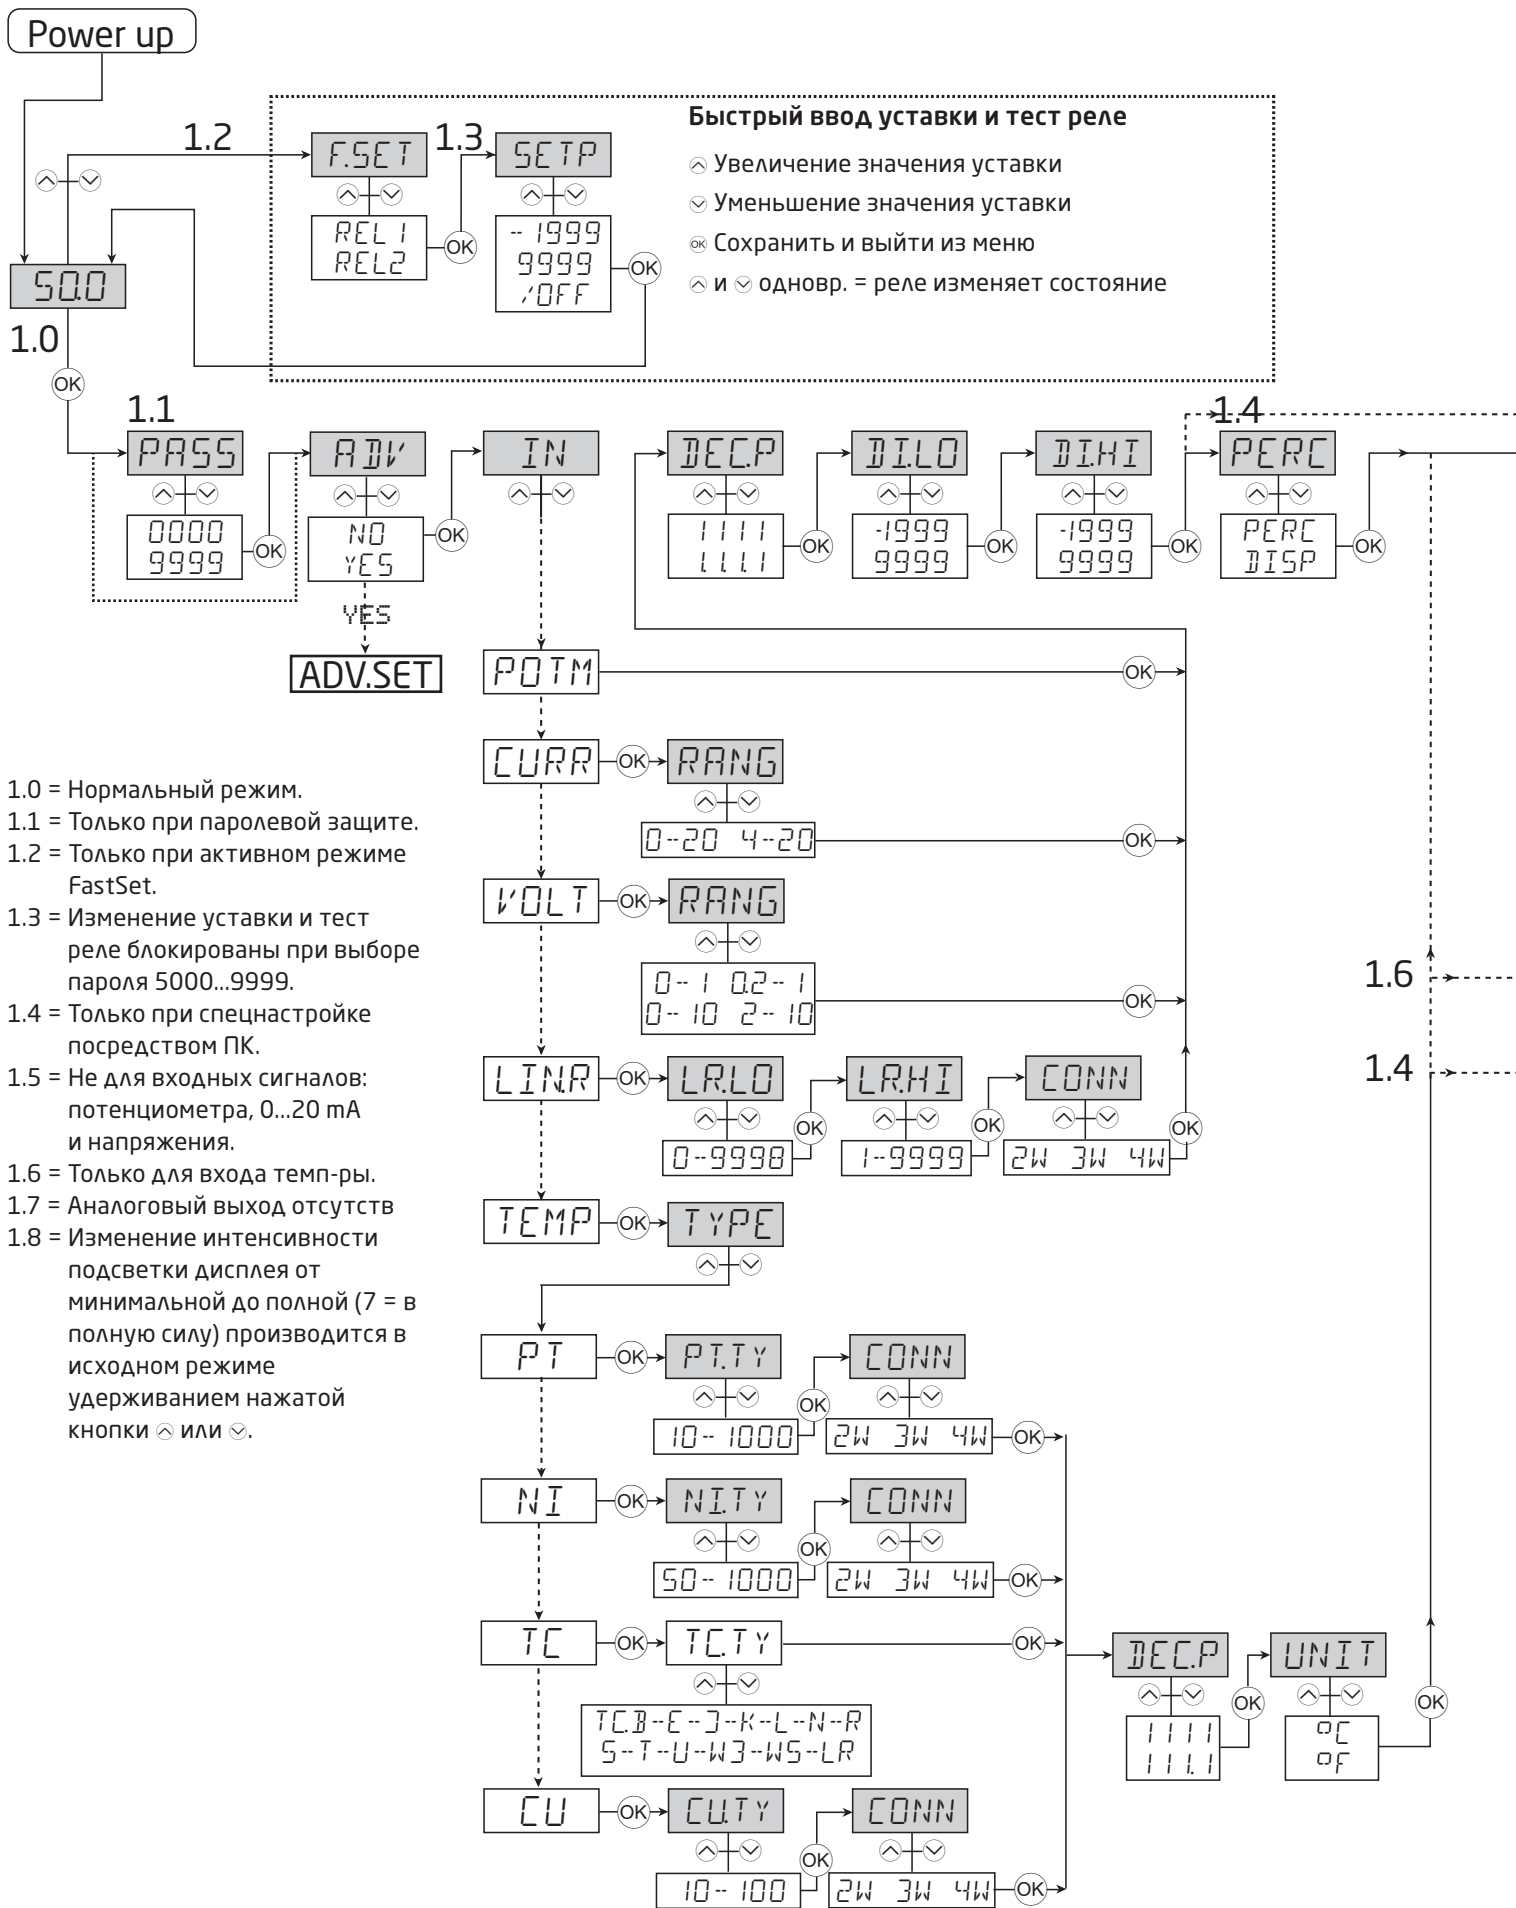 Power up
1.2
F.SET
1.3
SETP
Быстрый ввод уставки и тест реле
Увеличение значения уставки
Уменьшение значения уставки
OK Сохранить и выйти из меню
и одновр. = реле изменяет состояние
REL1
REL2
OK
-1999
9999
/OFF
OK
50.0
1.0
OK
1.1
1.4
PASS
ADV
IN
DEC.P
DI.LO
DI.HI
PERC
0000
9999
OK
NO
YES
OK
1111
1.1.1.1
OK
-1999
9999
OK
-1999
9999
OK
PERC
DISP
OK
YES
ADV.SET
POTM
OK
CURR
OK
RANG
0-20 4-20
OK
VOLT
OK
RANG
0-1 0.2-1
0-10 2-10
OK
LIN.R
OK
LR.LO
LR.HI
CONN
0-9998
OK
1-9999
OK
2W 3W 4W
OK
TEMP
OK
TYPE
1.0 = Нормальный режим.
1.1 = Только при паролевой защите.
1.2 = Только при активном режиме
FastSet.
1.3 = Изменение уставки и тест
реле блокированы при выборе
пароля 5000...9999.
1.4 = Только при спецнастройке
посредством ПК.
1.5 = Не для входных сигналов:
потенциометра, 0...20 mA
и напряжения.
1.6 = Только для входа темп-ры.
1.7 = Аналоговый выход отсутств
1.8 = Изменение интенсивности
подсветки дисплея от
минимальной до полной (7 = в
полную силу) производится в
исходном режиме
удерживанием нажатой
кнопки или .
1.6
1.4
PT
OK
PT.TY
CONN
10-1000
OK
2W 3W 4W
OK
NI
OK
NI.TY
CONN
50-1000
OK
2W 3W 4W
OK
TC
OK
TC.TY
OK
TC.B-E-J-K-L-N-R
S-T-U-W3-W5-LR
CU
OK
CU.TY
CONN
10-100
OK
2W 3W 4W
OK
DEC.P
UNIT
1111
111.1
OK
°C
°F
OK